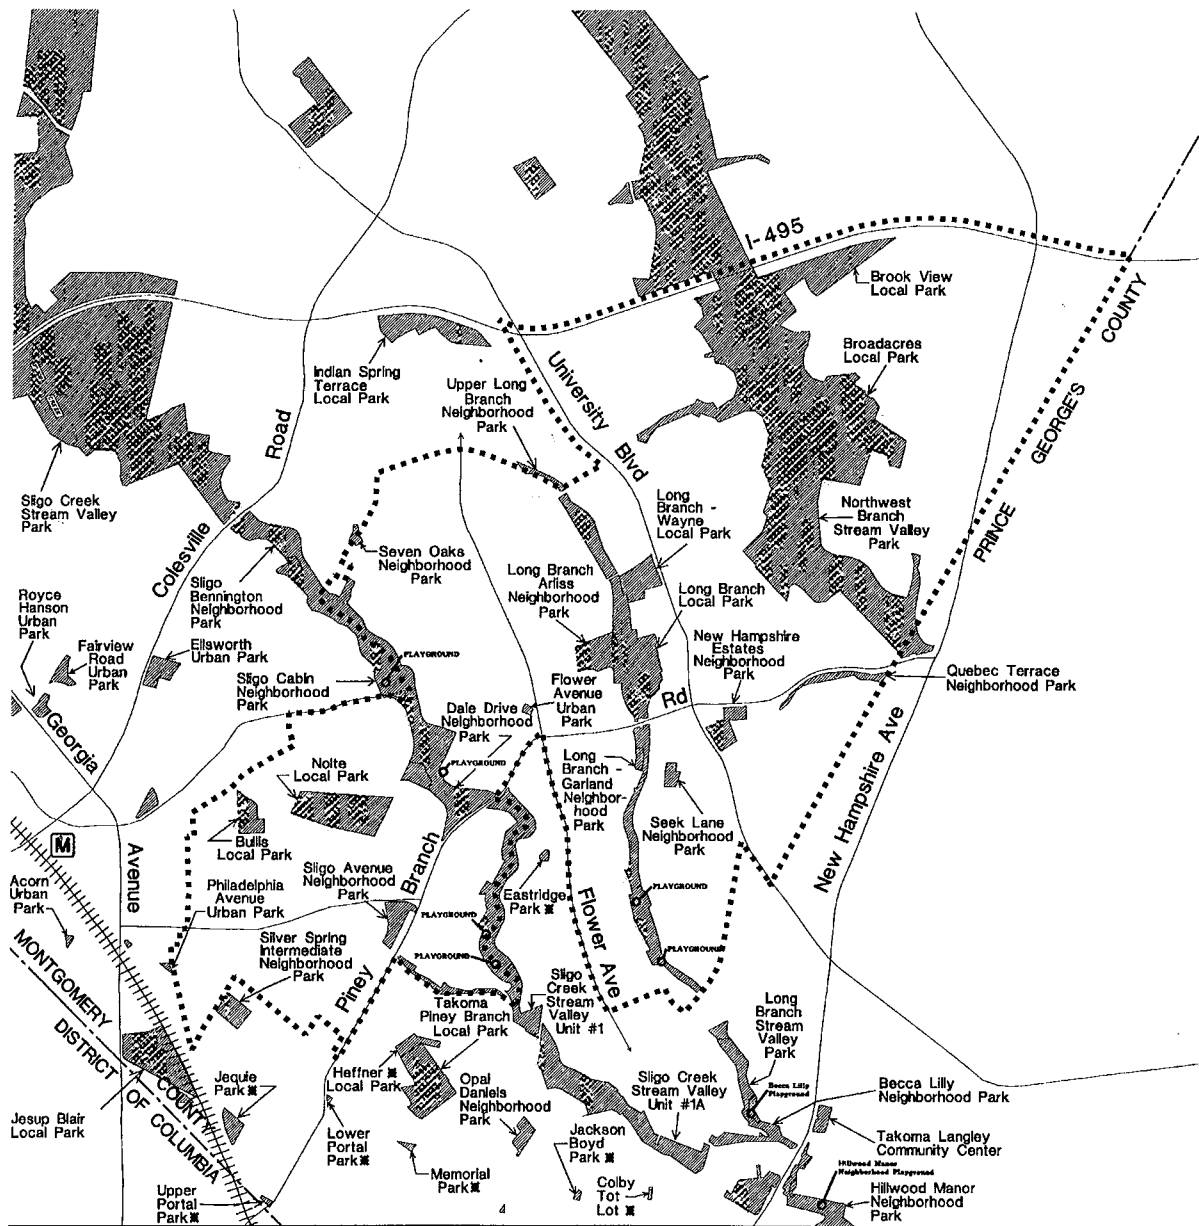 I-495
Brook View
Local Park
COUNTY
GEORGE'S
PRINCE
Broadacres
Local Park
University
Blvd
Indian Spring
Terrace
Local Park
Upper Long
Branch
Neighborhood
Park
Road
Colesville
Sligo Creek
Stream Valley
Park
Long
Branch -
Wayne
Local Park
Northwest
Branch
Stream Valley
Park
Seven Oaks
Neighborhood
Park
Long Branch
Arliss
Neighborhood
Park
Long Branch
Local Park
Sligo
Bennington
Neighborhood
Park
Royce
Hanson
Urban
Park
Fairview
Road
Urban
Park
Ellsworth
Urban Park
PLAYGROUND
Sligo Cabin
Neighborhood
Park
New Hampshire
Estates
Neighborhood
Park
Quebec Terrace
Neighborhood Park
Flower
Avenue
Urban
Park
Rd
Dale Drive
Neighborhood
Park
PLAYGROUND
Georgia
Avenue
Nolte
Local Park
Long
Branch -
Garland
Neighbor-
hood
Park
Seek Lane
Neighborhood
Park
New Hampshire Ave
M
Bullis
Local Park
Branch
Piney
Sligo Avenue
Neighborhood
Park
Acorn
Urban
Park
Philadelphia
Avenue
Urban Park
Eastridge
Park ※
PLAYGROUND
PLAYGROUND
PLAYGROUND
PLAYGROUND
Flower Ave
Silver Spring
Intermediate
Neighborhood
Park
MONTGOMERY
COUNTY
DISTRICT
OF COLUMBIA
Takoma
Piney Branch
Local Park
Sligo
Creek
Stream
Valley
Unit #1
Long
Branch
Stream
Valley
Park
Jequie
Park ※
Heffner ※
Local Park
Opal
Daniels
Neighborhood
Park
Sligo Creek
Stream Valley
Unit #1A
Becca Lilly
Playground
Becca Lilly
Neighborhood Park
Jesup Blair
Local Park
Lower
Portal
Park ※
Jackson
Boyd
Park ※
Takoma Langley
Community Center
Memorial
Park ※
Colby
Tot
Lot ※
Hillwood Manor
Neighborhood Playground
Hillwood Manor
Neighborhood
Park
Upper
Portal
Park ※